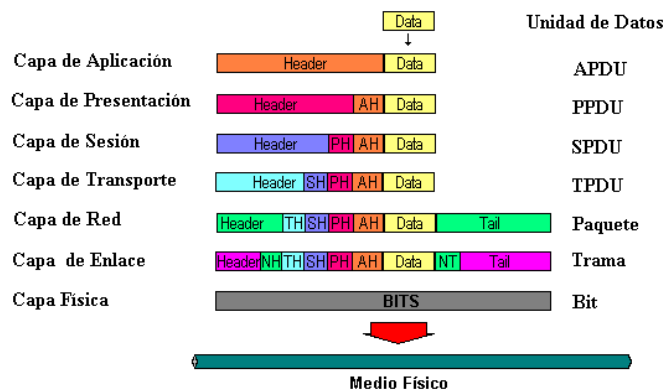 Data Unidad de Datos
Capa de Aplicación Header Data APDU
Capa de Presentación Header AH Data PPDU
Capa de Sesión Header PH AH Data SPDU
Capa de Transporte Header SH PH AH Data TPDU
Capa de Red Header TH SH PH AH Data Tail Paquete
Capa de Enlace Header NH TH SH PH AH Data NT Tail Trama
Capa Física BITS Bit
Medio Físico